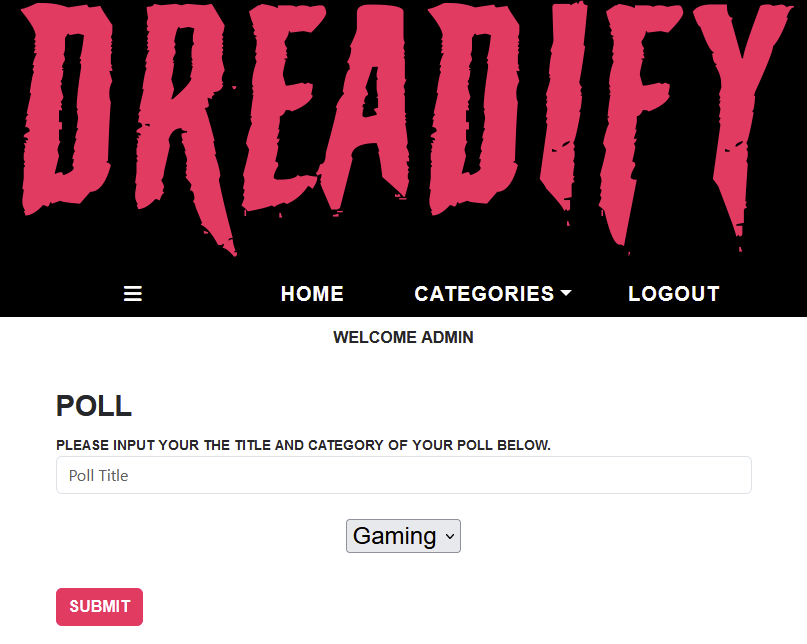 DREADIFY
HOME CATEGORIES LOGOUT
WELCOME ADMIN
POLL
PLEASE INPUT YOUR THE TITLE AND CATEGORY OF YOUR POLL BELOW.
Poll Title
Gaming
SUBMIT